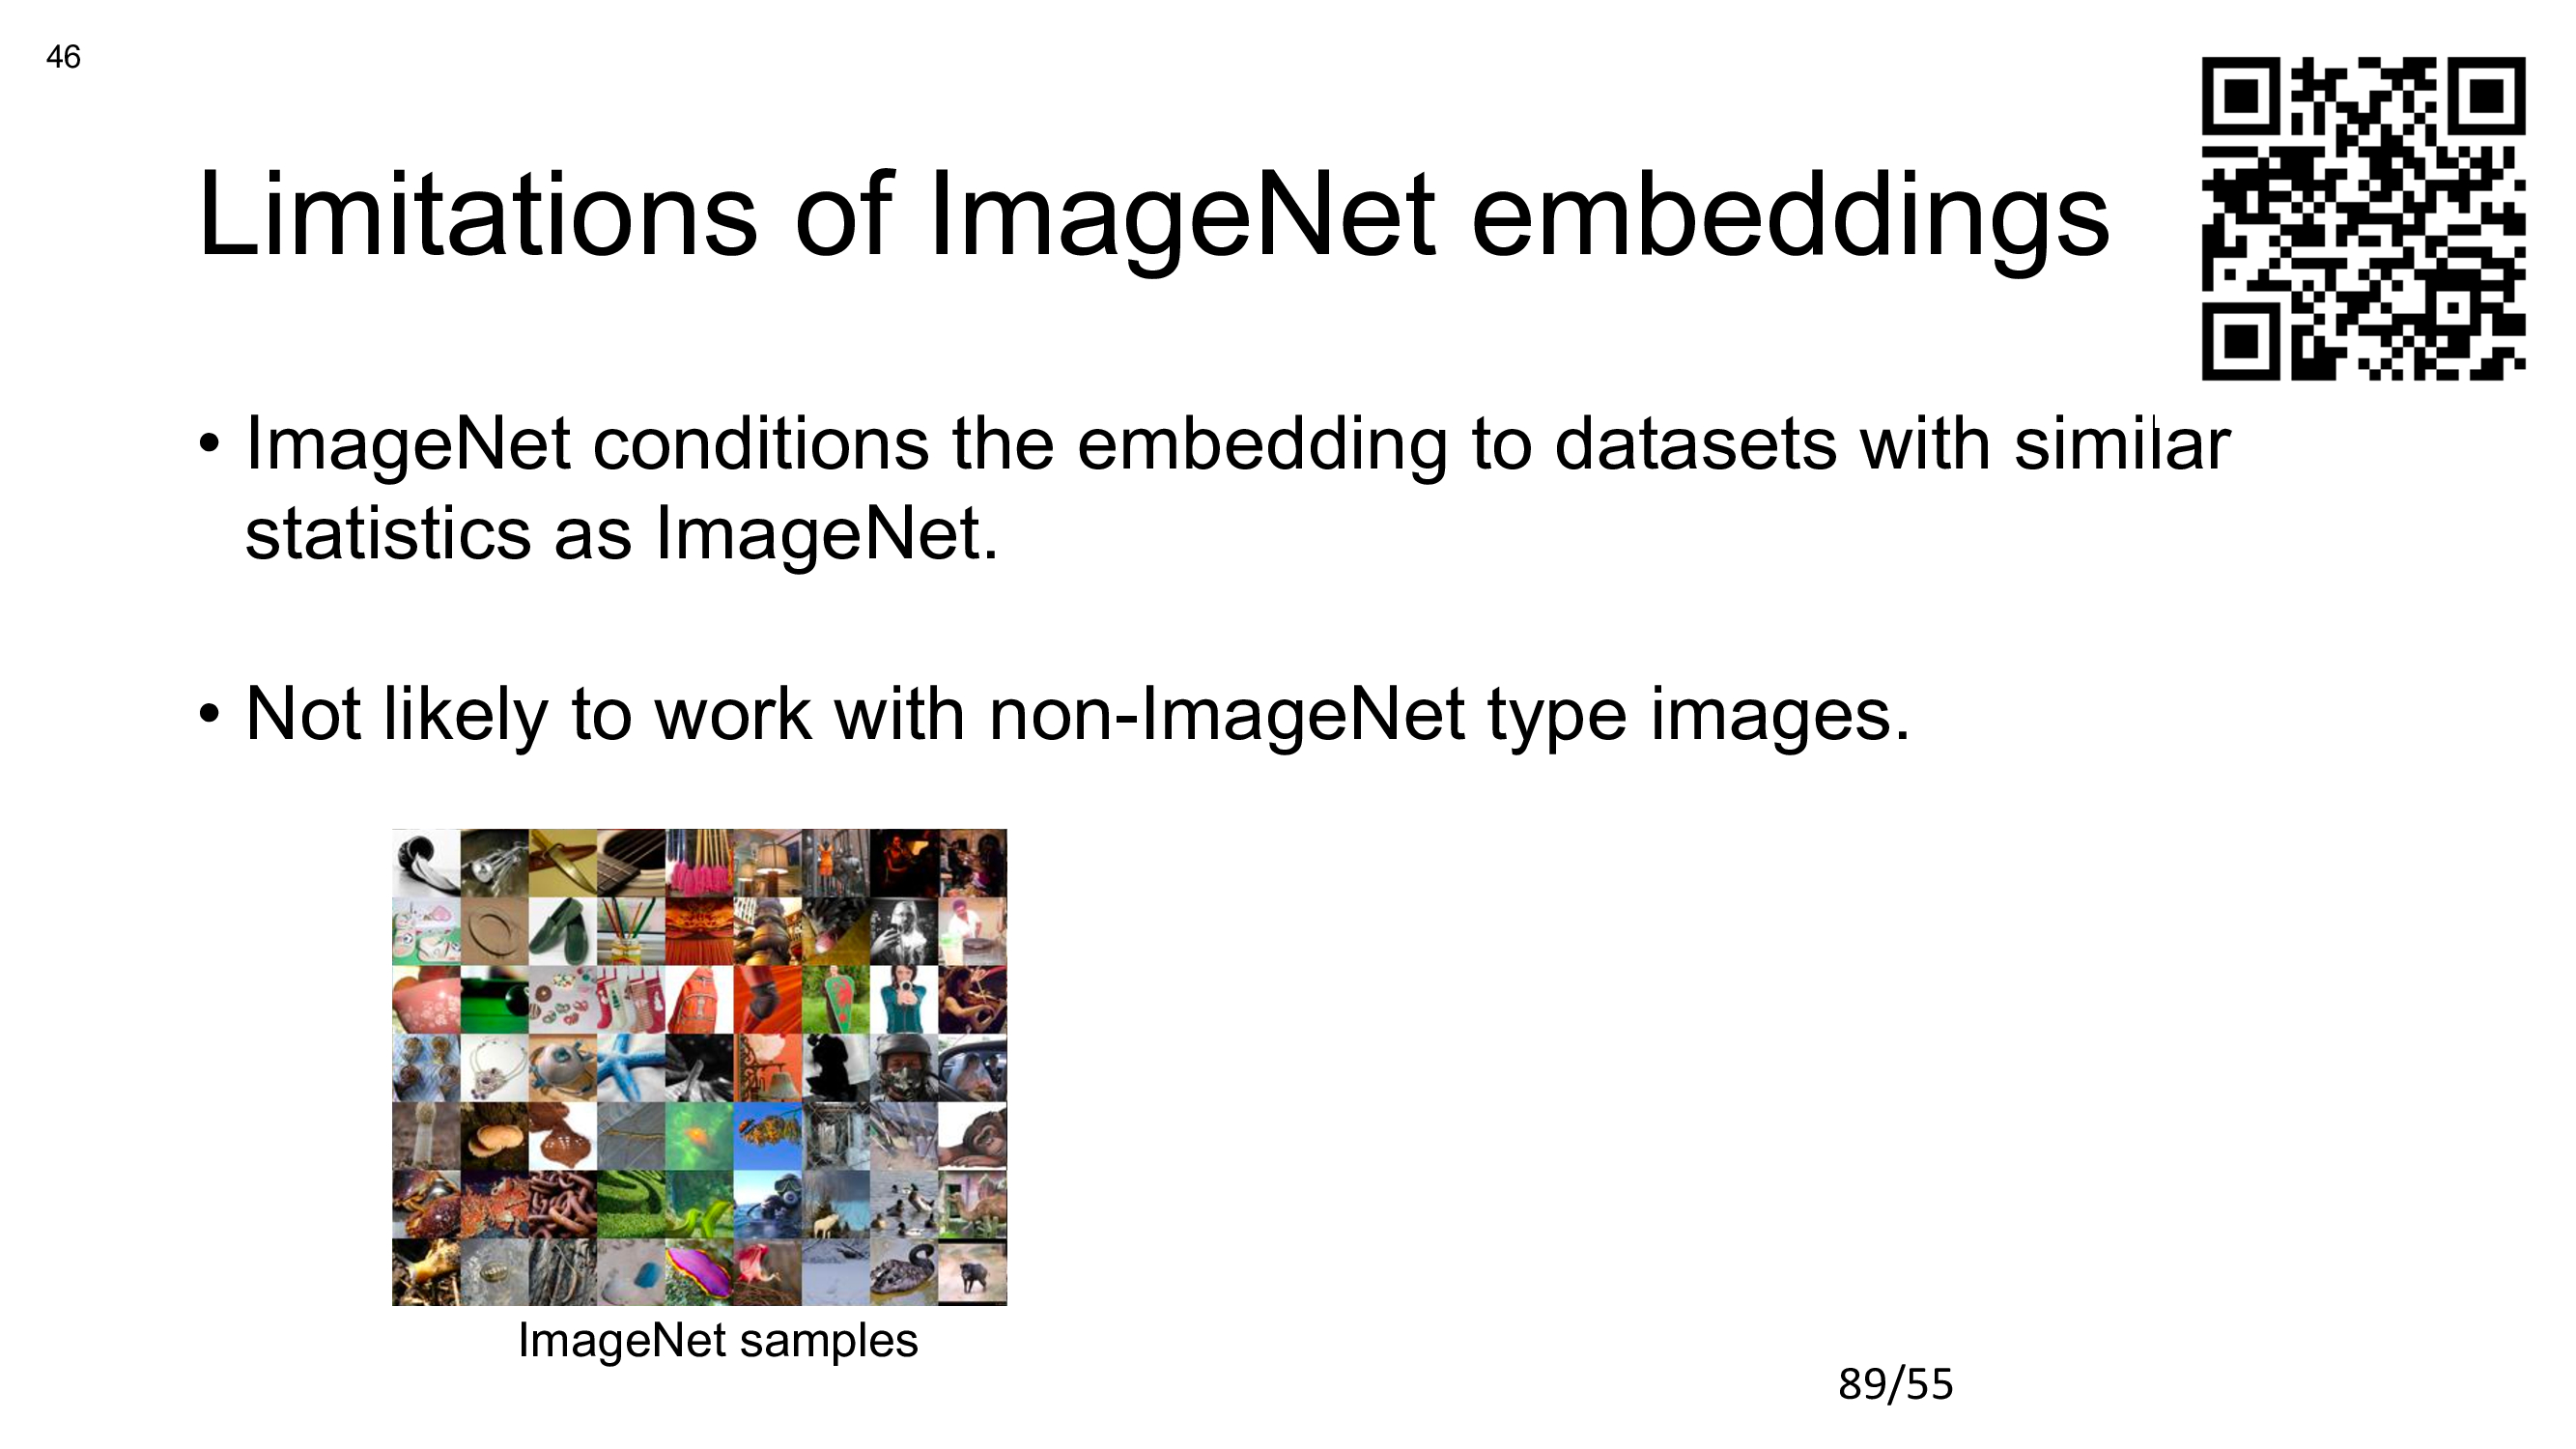 46
Limitations of ImageNet embeddings
• ImageNet conditions the embedding to datasets with similar
statistics as ImageNet.
• Not likely to work with non-ImageNet type images.
ImageNet samples
89/55